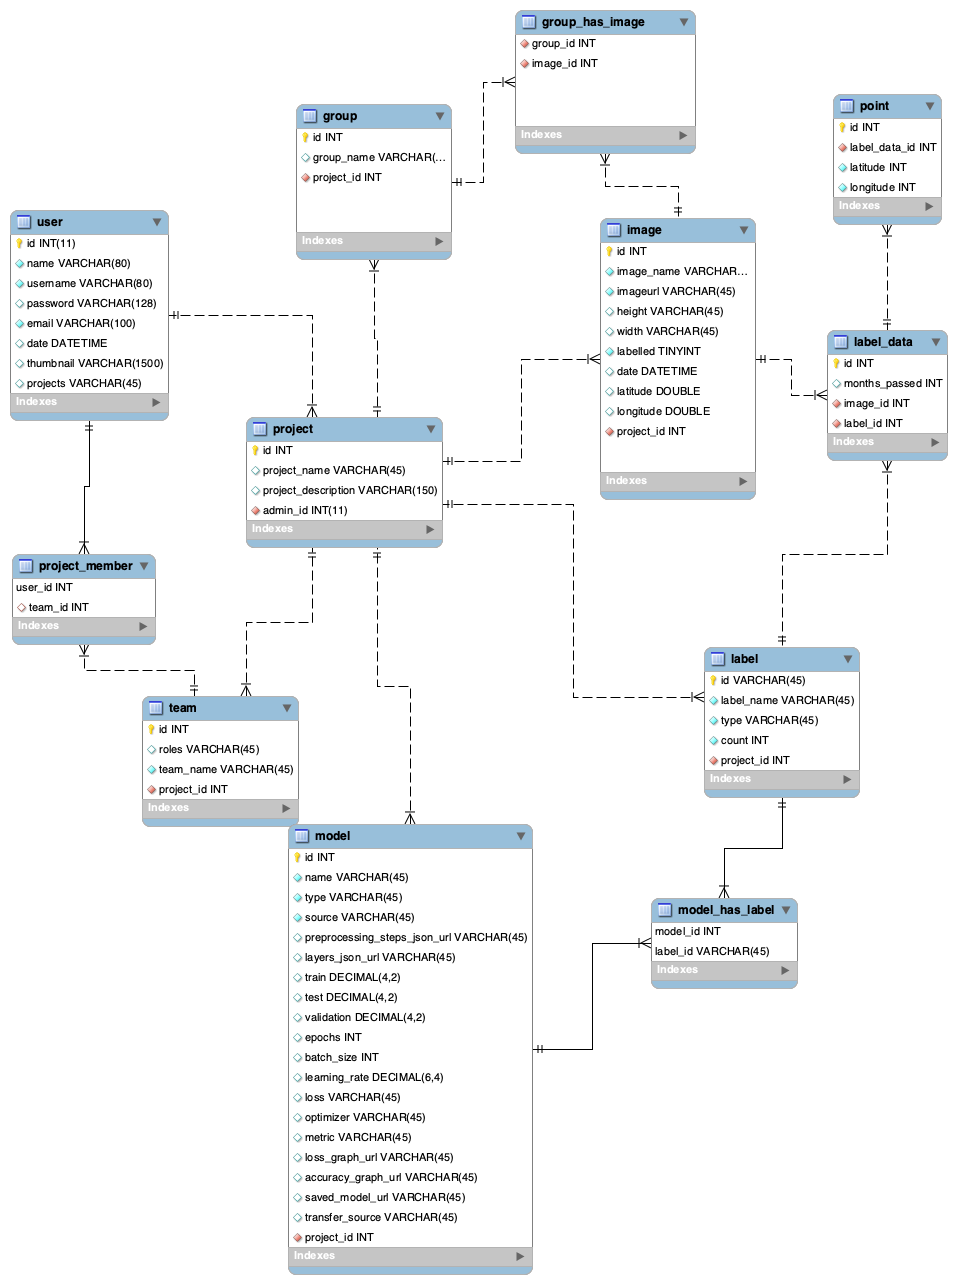 group_has_image
group_id INT
image_id INT
Indexes
group
id INT
group_name VARCHAR(...
project_id INT
Indexes
point
id INT
label_data_id INT
latitude INT
longitude INT
Indexes
user
id INT(11)
name VARCHAR(80)
username VARCHAR(80)
password VARCHAR(128)
email VARCHAR(100)
date DATETIME
thumbnail VARCHAR(1500)
projects VARCHAR(45)
Indexes
image
id INT
image_name VARCHAR...
imageurl VARCHAR(45)
height VARCHAR(45)
width VARCHAR(45)
labelled TINYINT
date DATETIME
latitude DOUBLE
longitude DOUBLE
project_id INT
Indexes
label_data
id INT
months_passed INT
image_id INT
label_id INT
Indexes
project
id INT
project_name VARCHAR(45)
project_description VARCHAR(150)
admin_id INT(11)
Indexes
project_member
user_id INT
team_id INT
Indexes
label
id VARCHAR(45)
label_name VARCHAR(45)
type VARCHAR(45)
count INT
project_id INT
Indexes
team
id INT
roles VARCHAR(45)
team_name VARCHAR(45)
project_id INT
Indexes
model
id INT
name VARCHAR(45)
type VARCHAR(45)
source VARCHAR(45)
preprocessing_steps_json_url VARCHAR(45)
layers_json_url VARCHAR(45)
train DECIMAL(4,2)
test DECIMAL(4,2)
validation DECIMAL(4,2)
epochs INT
batch_size INT
learning_rate DECIMAL(6,4)
loss VARCHAR(45)
optimizer VARCHAR(45)
metric VARCHAR(45)
loss_graph_url VARCHAR(45)
accuracy_graph_url VARCHAR(45)
saved_model_url VARCHAR(45)
transfer_source VARCHAR(45)
project_id INT
Indexes
model_has_label
model_id INT
label_id VARCHAR(45)
Indexes